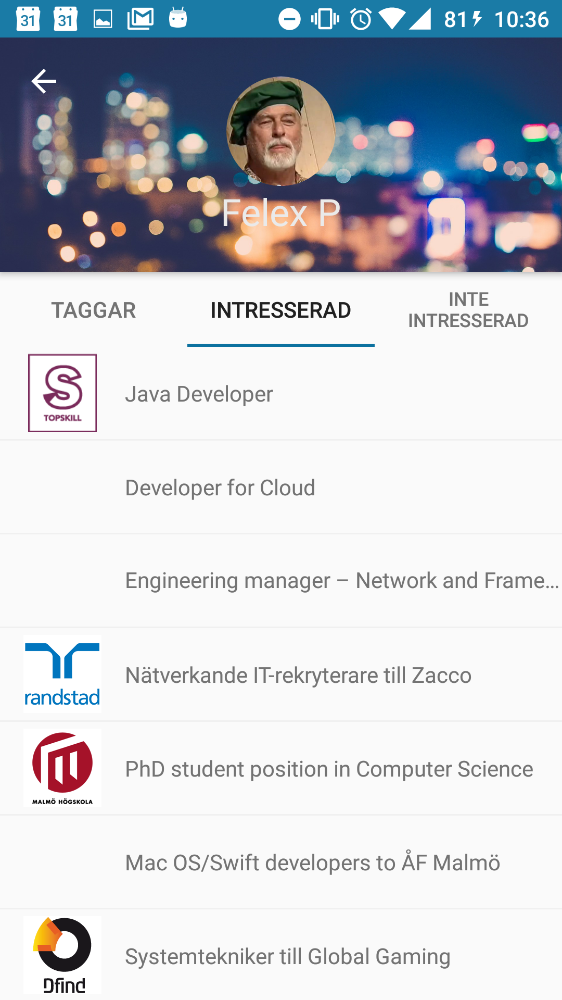 31 31 81 10:36
Felex P
TAGGAR INTRESSERAD INTE
INTRESSERAD
S
TOPSKILL
Java Developer
Developer for Cloud
Engineering manager – Network and Frame...
randstad
Nätverkande IT-rekryterare till Zacco
MALMÖ HÖGSKOLA
PhD student position in Computer Science
Mac OS/Swift developers to ÅF Malmö
Dfind
Systemtekniker till Global Gaming